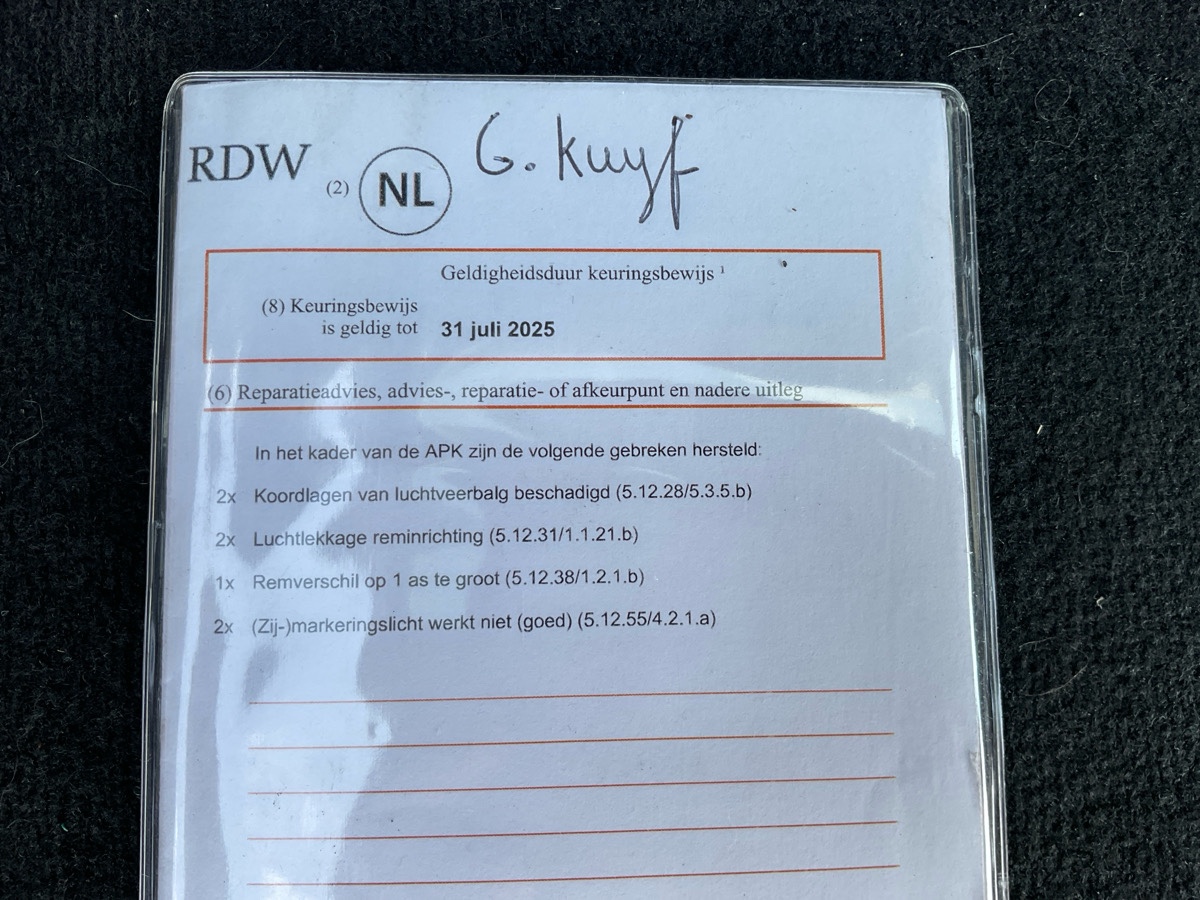 RDW (2) NL G. Kuyf
Geldigheidsduur keuringsbewijs ¹
(8) Keuringsbewijs
is geldig tot 31 juli 2025
(6) Reparatieadvies, advies-, reparatie- of afkeurpunt en nadere uitleg
In het kader van de APK zijn de volgende gebreken hersteld:
2x Koordlagen van luchtveerbalg beschadigd (5.12.28/5.3.5.b)
2x Luchtlekkage reminrichting (5.12.31/1.1.21.b)
1x Remverschil op 1 as te groot (5.12.38/1.2.1.b)
2x (Zij-)markeringslicht werkt niet (goed) (5.12.55/4.2.1.a)